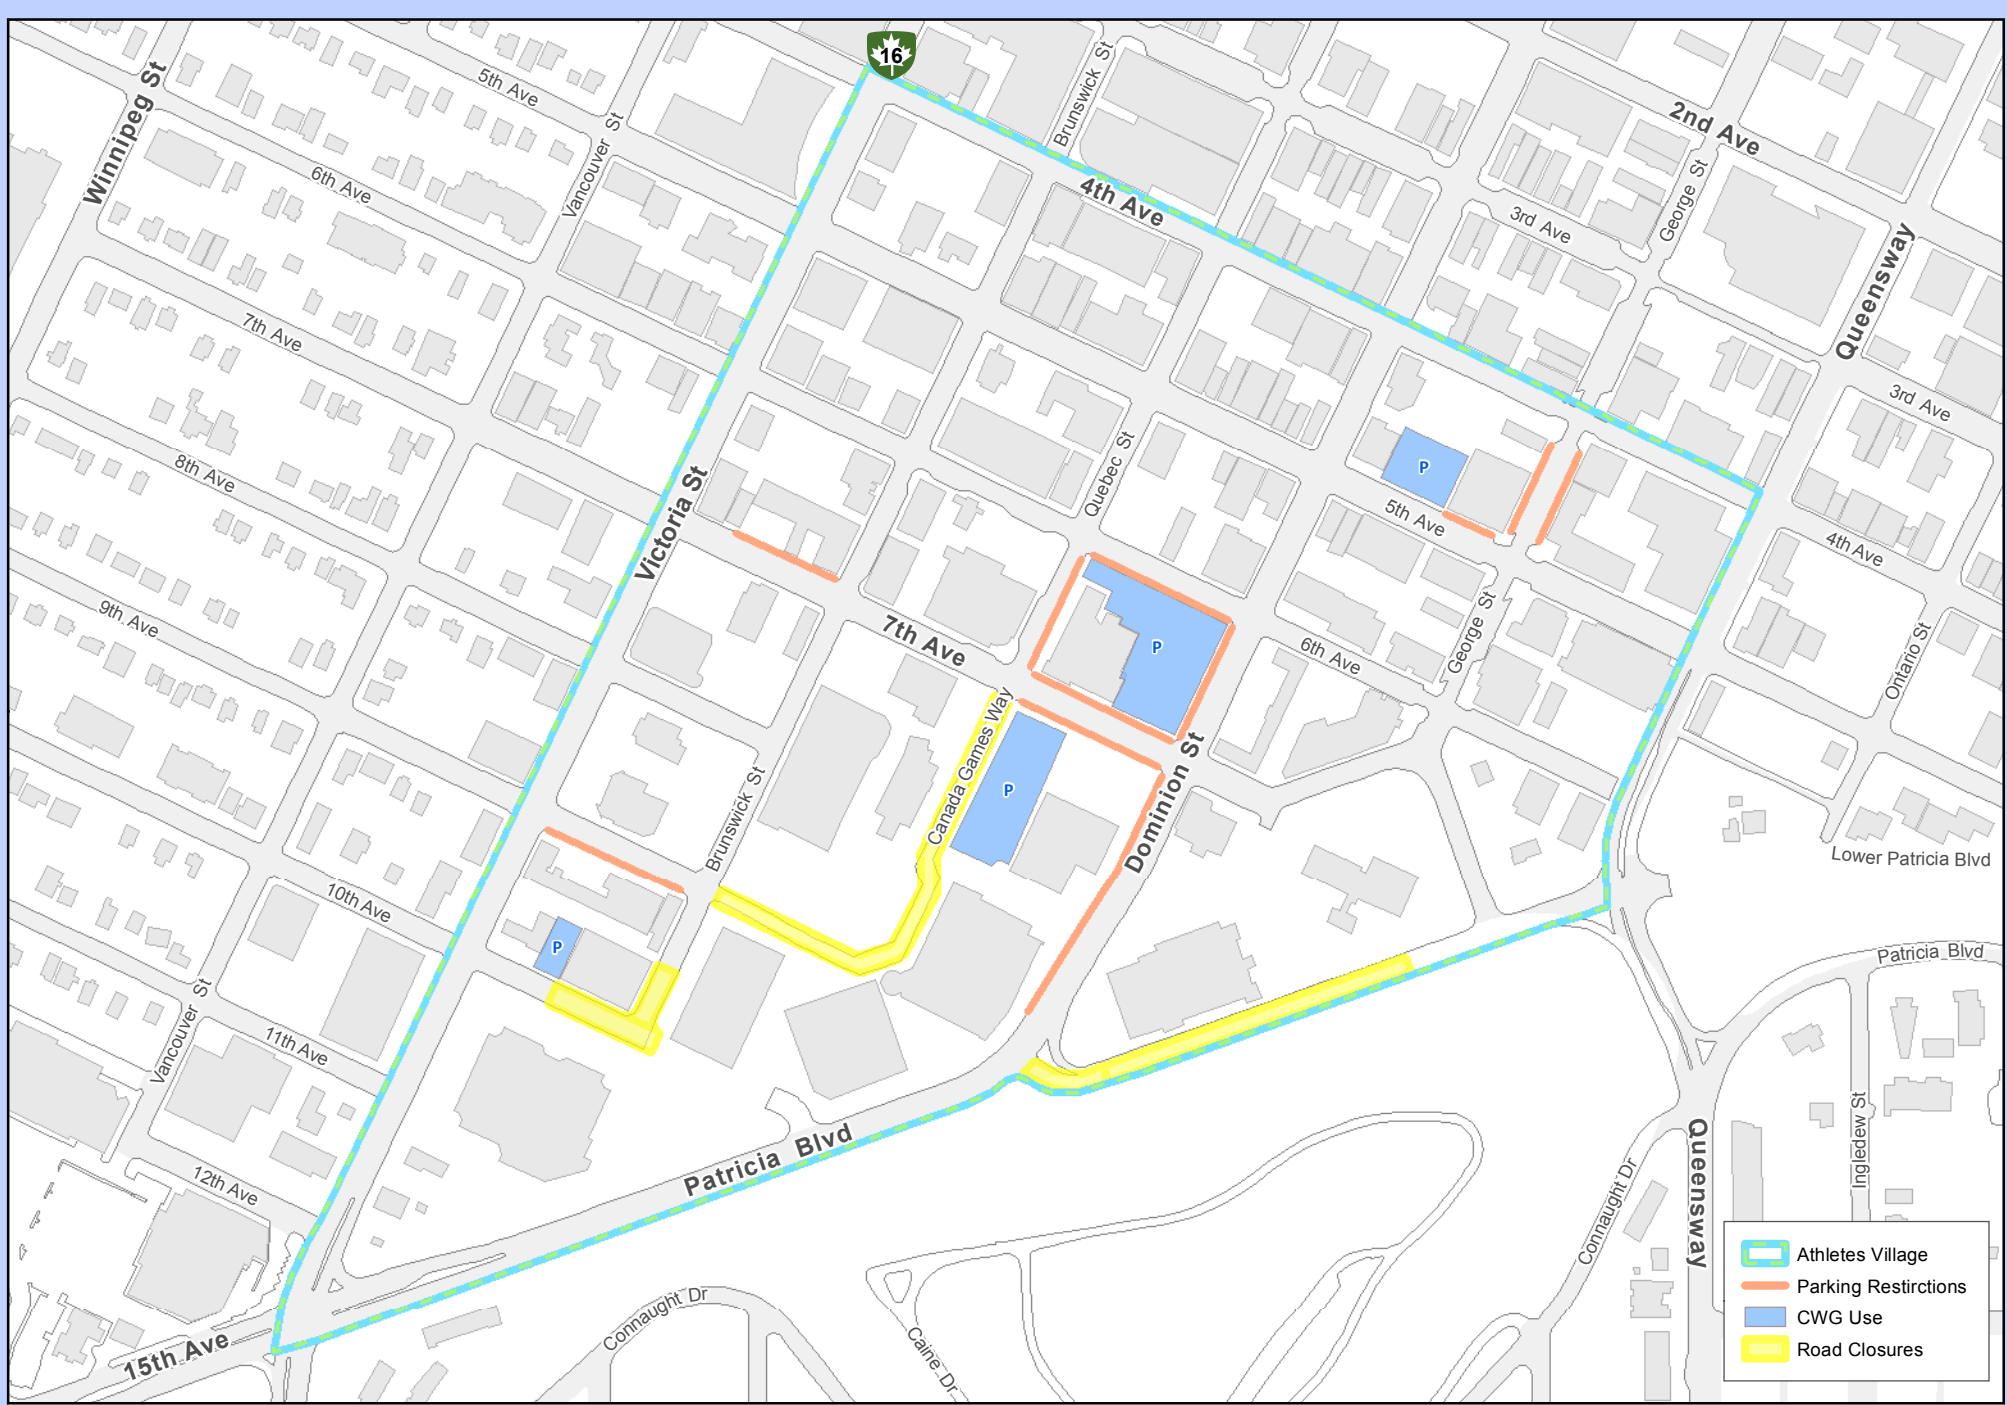 16
Winnipeg St
5th Ave
Vancouver St
Brunswick St
2nd Ave
6th Ave
4th Ave
3rd Ave
George St
Queensway
7th Ave
3rd Ave
8th Ave
Victoria St
Quebec St
P
5th Ave
4th Ave
9th Ave
7th Ave
P
6th Ave
George St
Ontario St
Canada Games Way
P
Brunswick St
Dominion St
Lower Patricia Blvd
10th Ave
P
Patricia Blvd
Vancouver St
11th Ave
Patricia Blvd
12th Ave
Connaught Dr
Queensway
Ingledew St
15th Ave
Connaught Dr
Caine Dr
Athletes Village
Parking Restirctions
CWG Use
Road Closures